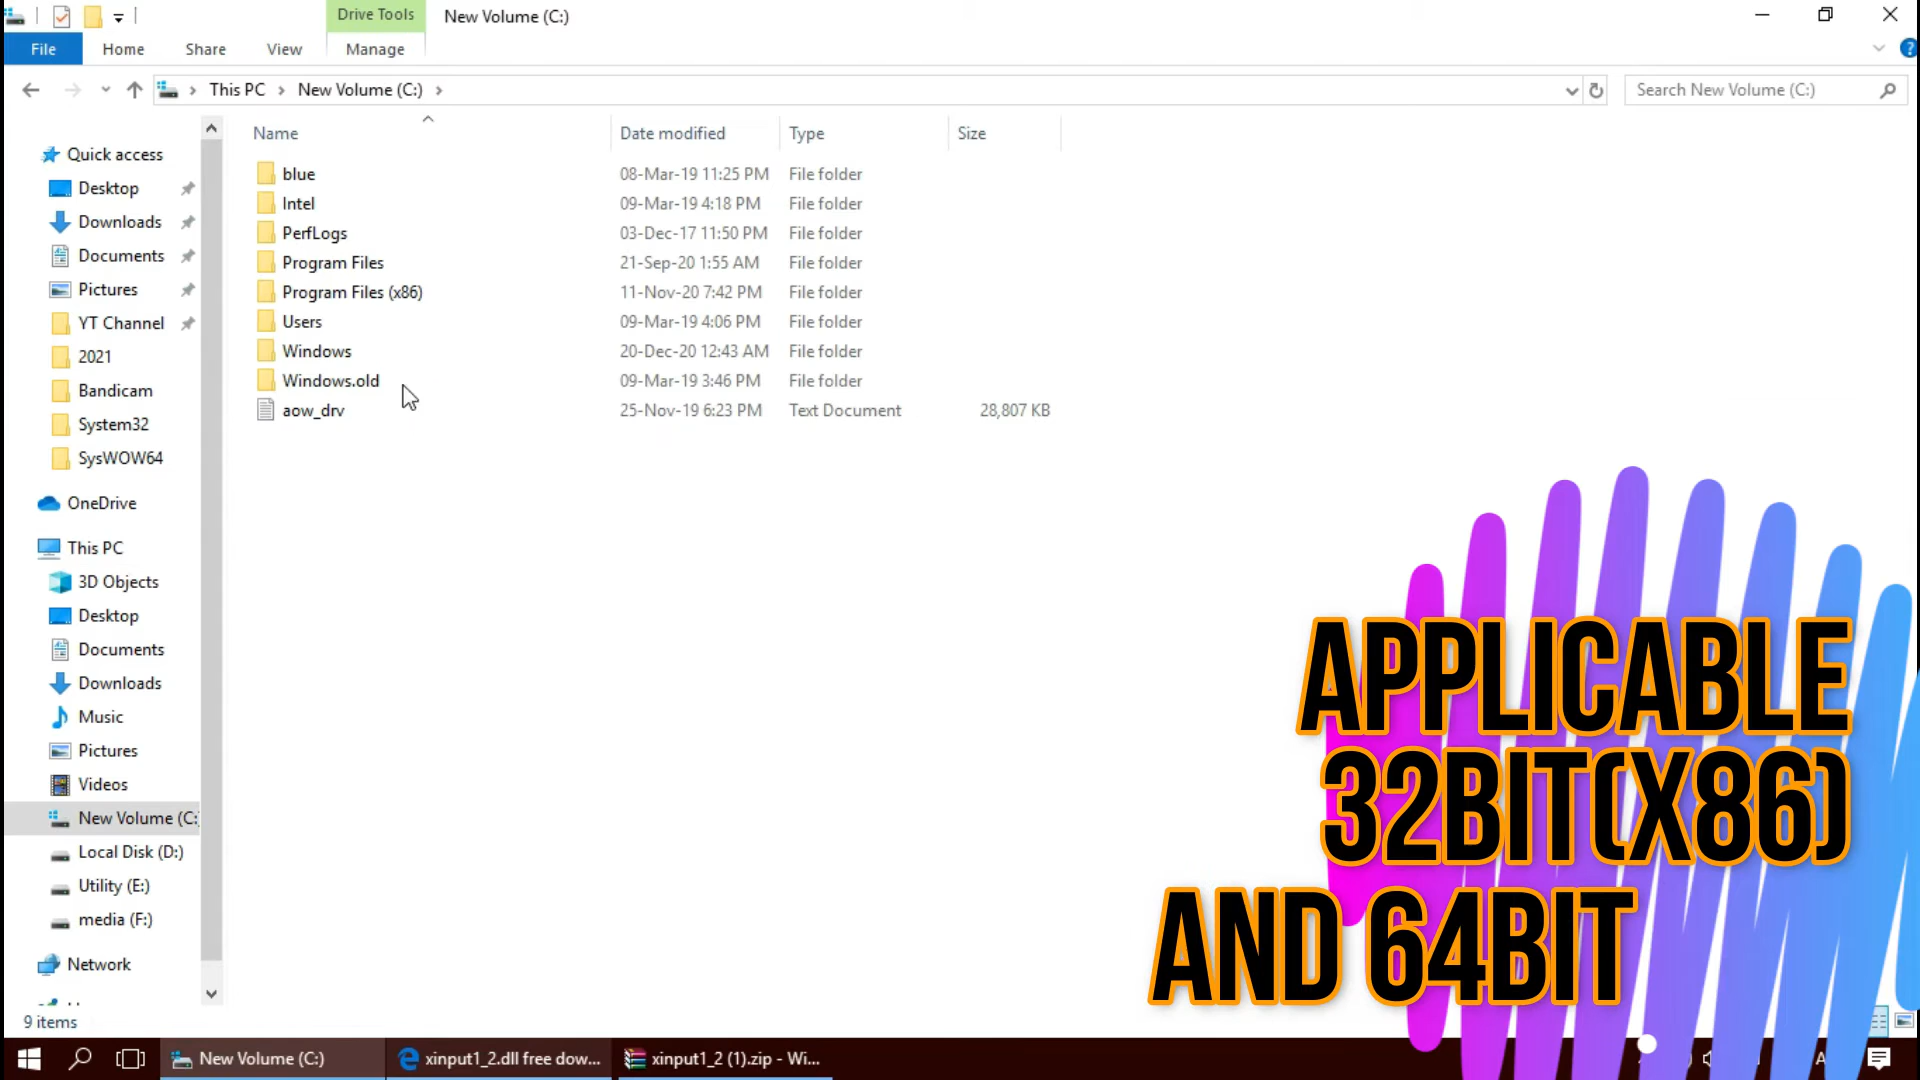 Drive Tools
New Volume (C:)
File
Home
Share
View
Manage
This PC
New Volume (C:)
Search New Volume (C:)
Name
Date modified
Type
Size
Quick access
Desktop
Downloads
Documents
Pictures
YT Channel
2021
Bandicam
System32
SysWOW64
OneDrive
This PC
3D Objects
Desktop
Documents
Downloads
Music
Pictures
Videos
New Volume (C:
Local Disk (D:)
Utility (E:)
media (F:)
Network
blue 08-Mar-19 11:25 PM File folder
Intel 09-Mar-19 4:18 PM File folder
PerfLogs 03-Dec-17 11:50 PM File folder
Program Files 21-Sep-20 1:55 AM File folder
Program Files (x86) 11-Nov-20 7:42 PM File folder
Users 09-Mar-19 4:06 PM File folder
Windows 20-Dec-20 12:43 AM File folder
Windows.old 09-Mar-19 3:46 PM File folder
aow_drv 25-Nov-19 6:23 PM Text Document 28,807 KB
APPLICABLE
32BIT(X86)
AND 64BIT
9 items
New Volume (C:)
xinput1_2.dll free dow...
xinput1_2 (1).zip - Wi...